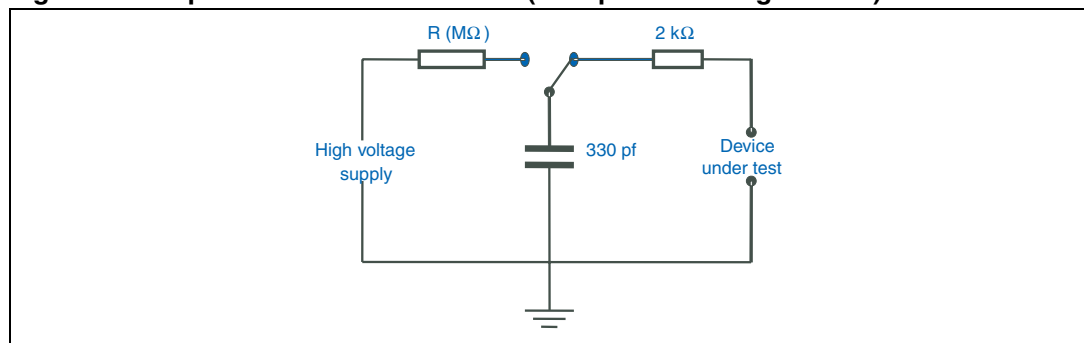 R (MΩ)
2 kΩ
High voltage
supply
330 pf
Device
under test